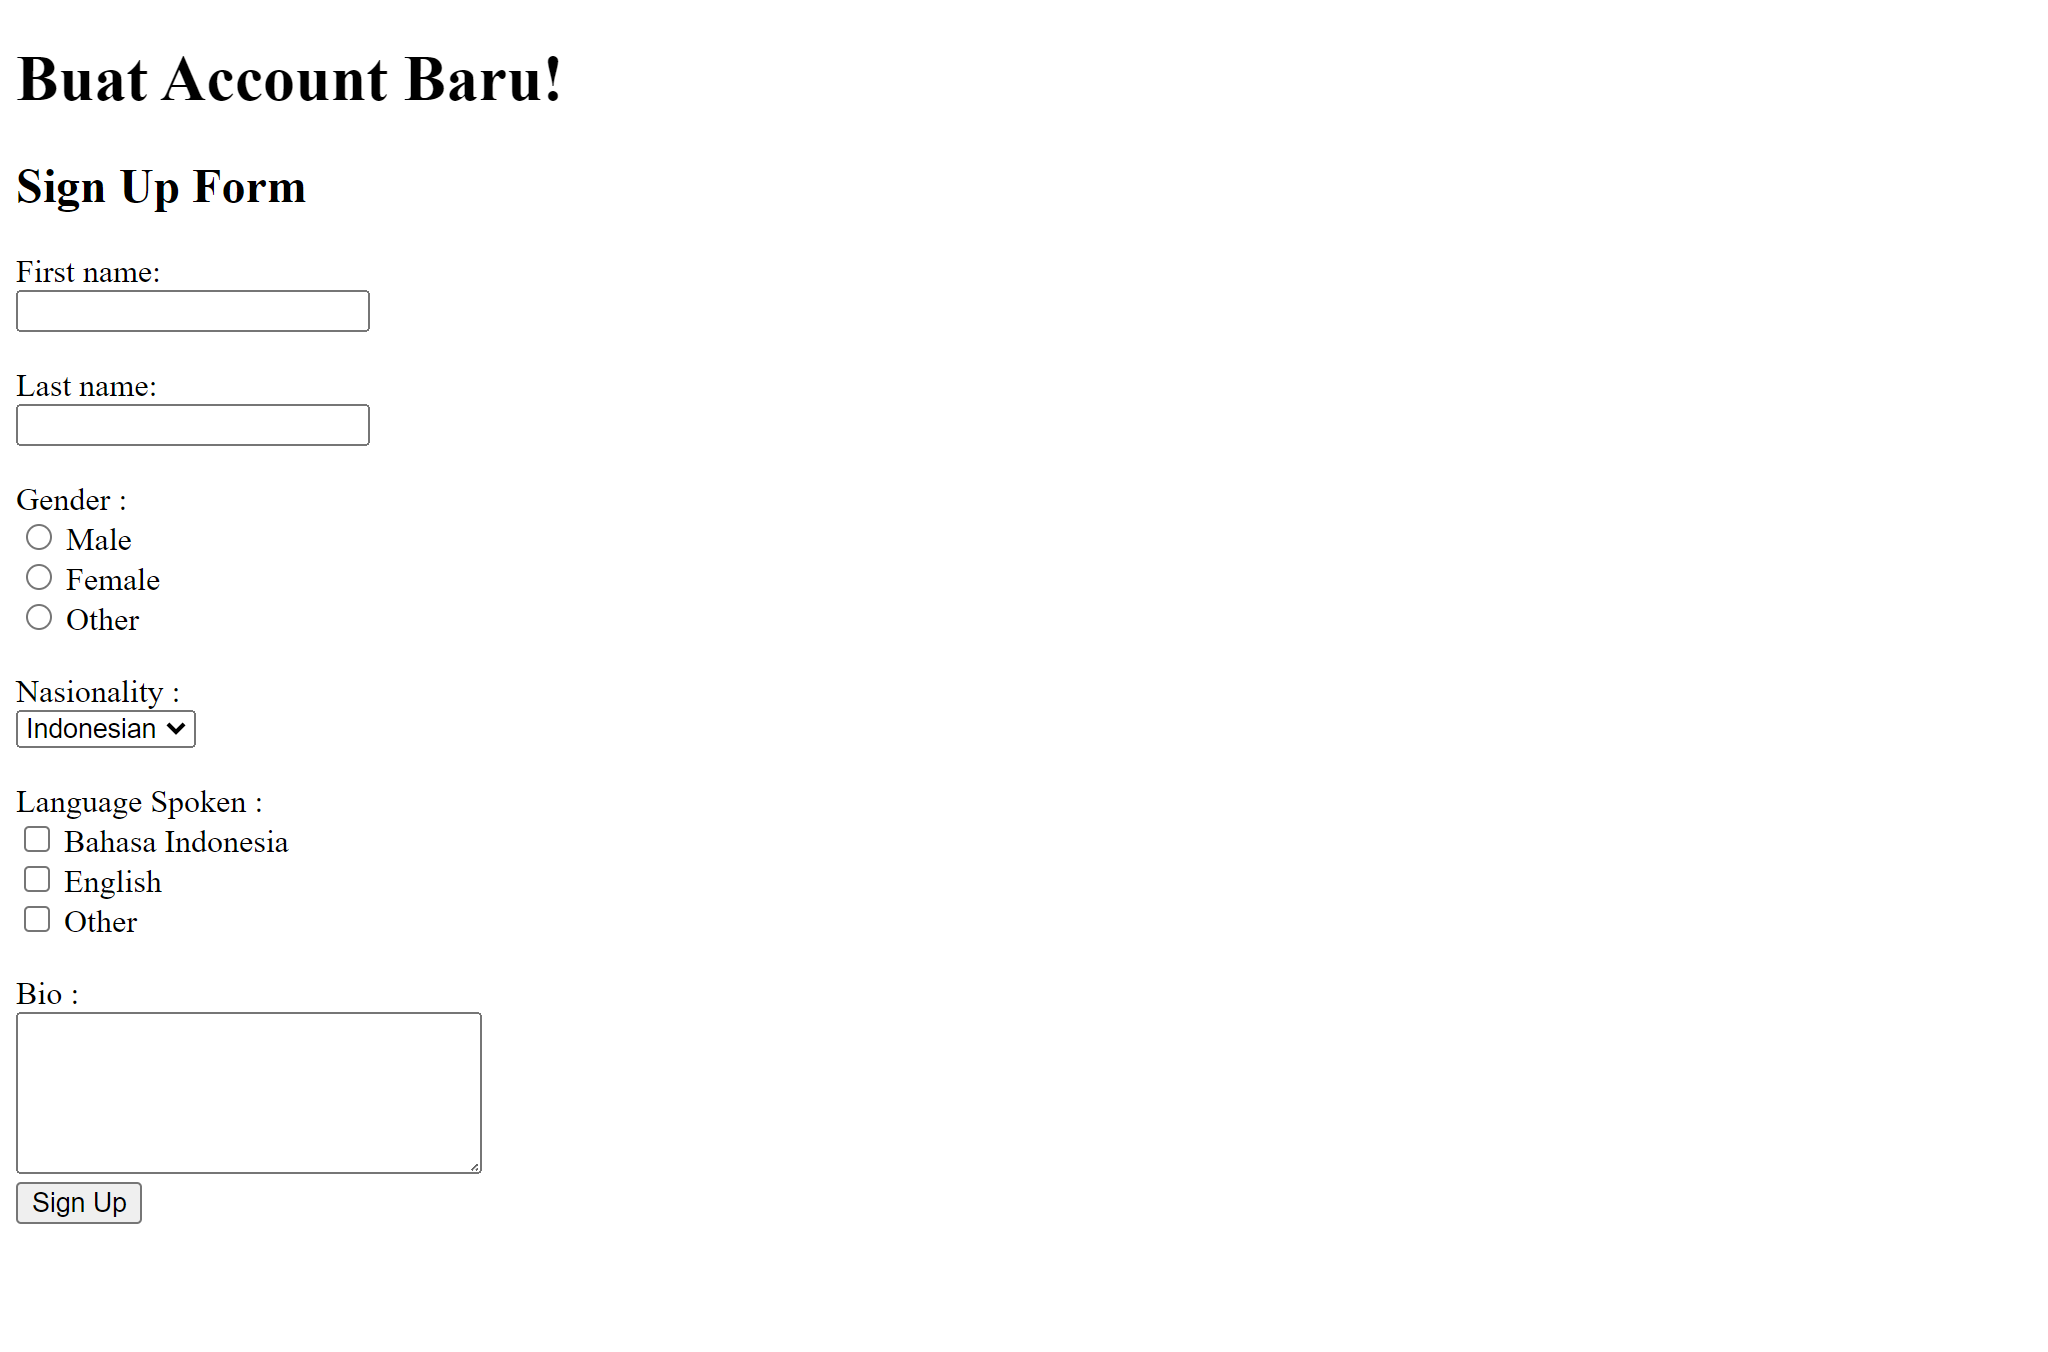 Buat Account Baru!
Sign Up Form
First name:
Last name:
Gender :
Male
Female
Other
Nasionality :
Indonesian
Language Spoken :
Bahasa Indonesia
English
Other
Bio :
Sign Up